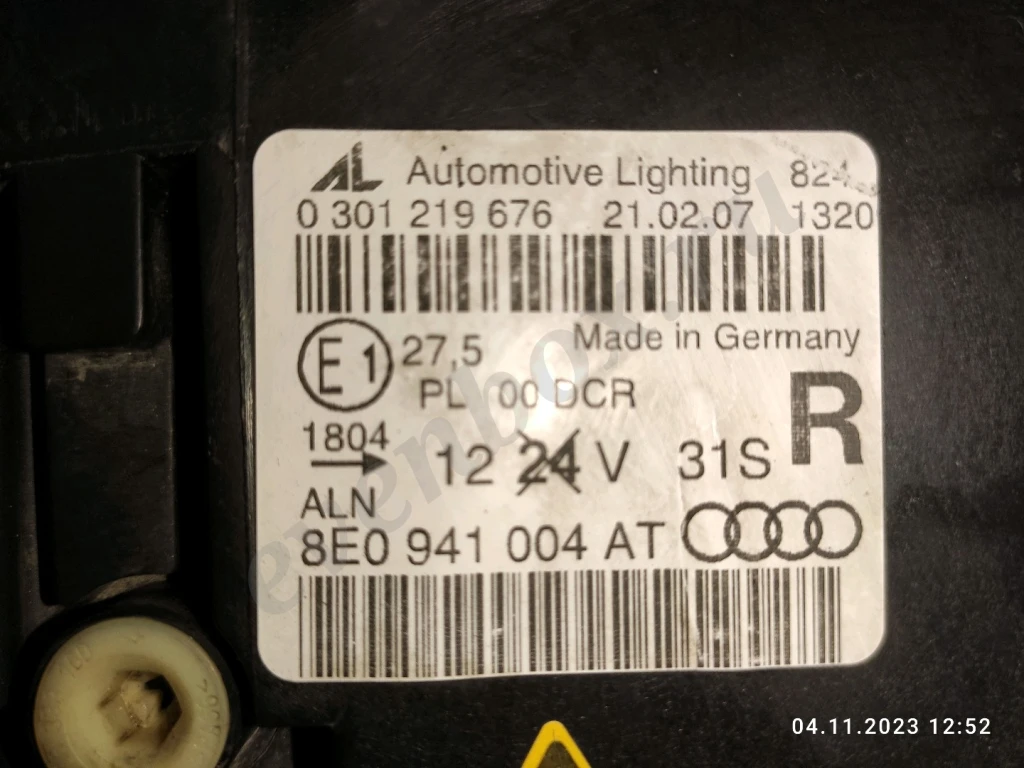 AL Automotive Lighting 824
0 301 219 676 21.02.07 1320
E1 27,5 Made in Germany
PL 00 DCR
1804
12 24 V 31S R
ALN
8E0 941 004 AT
04.11.2023 12:52